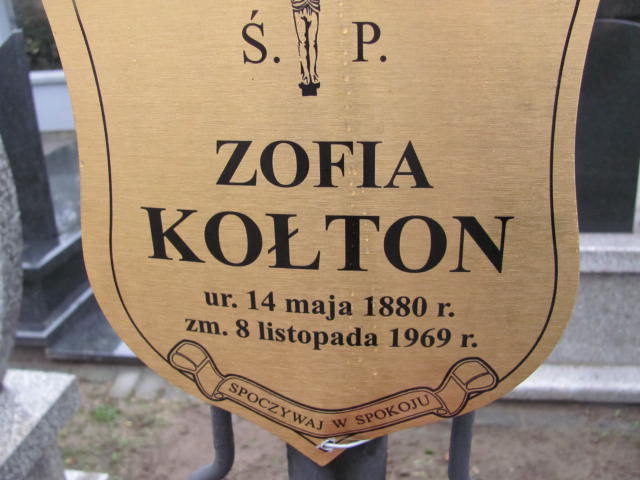 Ś. P.
ZOFIA
KOŁTON
ur. 14 maja 1880 r.
zm. 8 listopada 1969 r.
SPOCZYWAJ W SPOKOJU